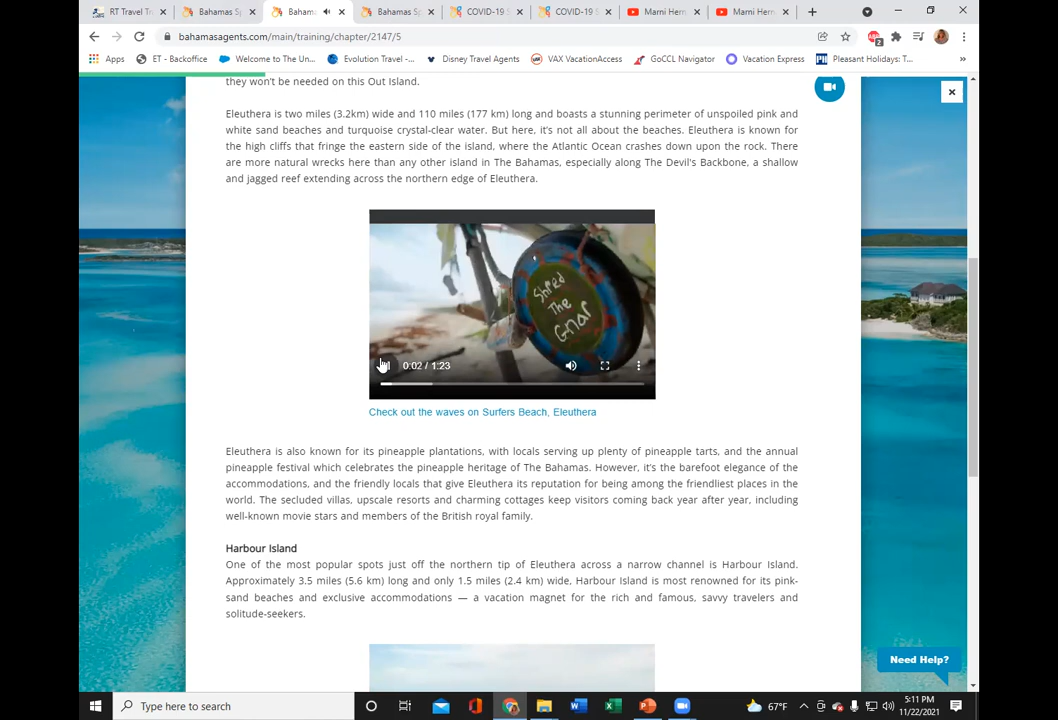 RT Travel Tr
Bahamas Sp
Baham
Bahamas Sp
COVID-19 S
COVID-19 S
Marni Hern
Marni Hern
bahamasagents.com/main/training/chapter/2147/5
2
Apps
ET - Backoffice
Welcome to The Un...
Evolution Travel -...
Disney Travel Agents
VAX VacationAccess
GoCCL Navigator
Vacation Express
Pleasant Holidays: T...
they won't be needed on this Out Island.
Eleuthera is two miles (3.2km) wide and 110 miles (177 km) long and boasts a stunning perimeter of unspoiled pink and
white sand beaches and turquoise crystal-clear water. But here, it's not all about the beaches. Eleuthera is known for
the high cliffs that fringe the eastern side of the island, where the Atlantic Ocean crashes down upon the rock. There
are more natural wrecks here than any other island in The Bahamas, especially along The Devil's Backbone, a shallow
and jagged reef extending across the northern edge of Eleuthera.
Shred
The
Gnar
0:02 / 1:23
Check out the waves on Surfers Beach, Eleuthera
Eleuthera is also known for its pineapple plantations, with locals serving up plenty of pineapple tarts, and the annual
pineapple festival which celebrates the pineapple heritage of The Bahamas. However, it's the barefoot elegance of the
accommodations, and the friendly locals that give Eleuthera its reputation for being among the friendliest places in the
world. The secluded villas, upscale resorts and charming cottages keep visitors coming back year after year, including
well-known movie stars and members of the British royal family.
Harbour Island
One of the most popular spots just off the northern tip of Eleuthera across a narrow channel is Harbour Island.
Approximately 3.5 miles (5.6 km) long and only 1.5 miles (2.4 km) wide, Harbour Island is most renowned for its pink-
sand beaches and exclusive accommodations — a vacation magnet for the rich and famous, savvy travelers and
solitude-seekers.
Need Help?
Type here to search
67°F
5:11 PM
11/22/2021